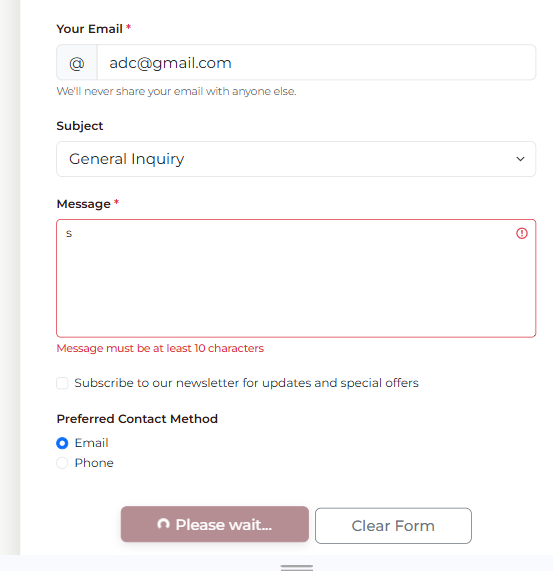 Your Email *
@ adc@gmail.com
We'll never share your email with anyone else.
Subject
General Inquiry
Message *
s
Message must be at least 10 characters
Subscribe to our newsletter for updates and special offers
Preferred Contact Method
Email
Phone
Please wait... Clear Form